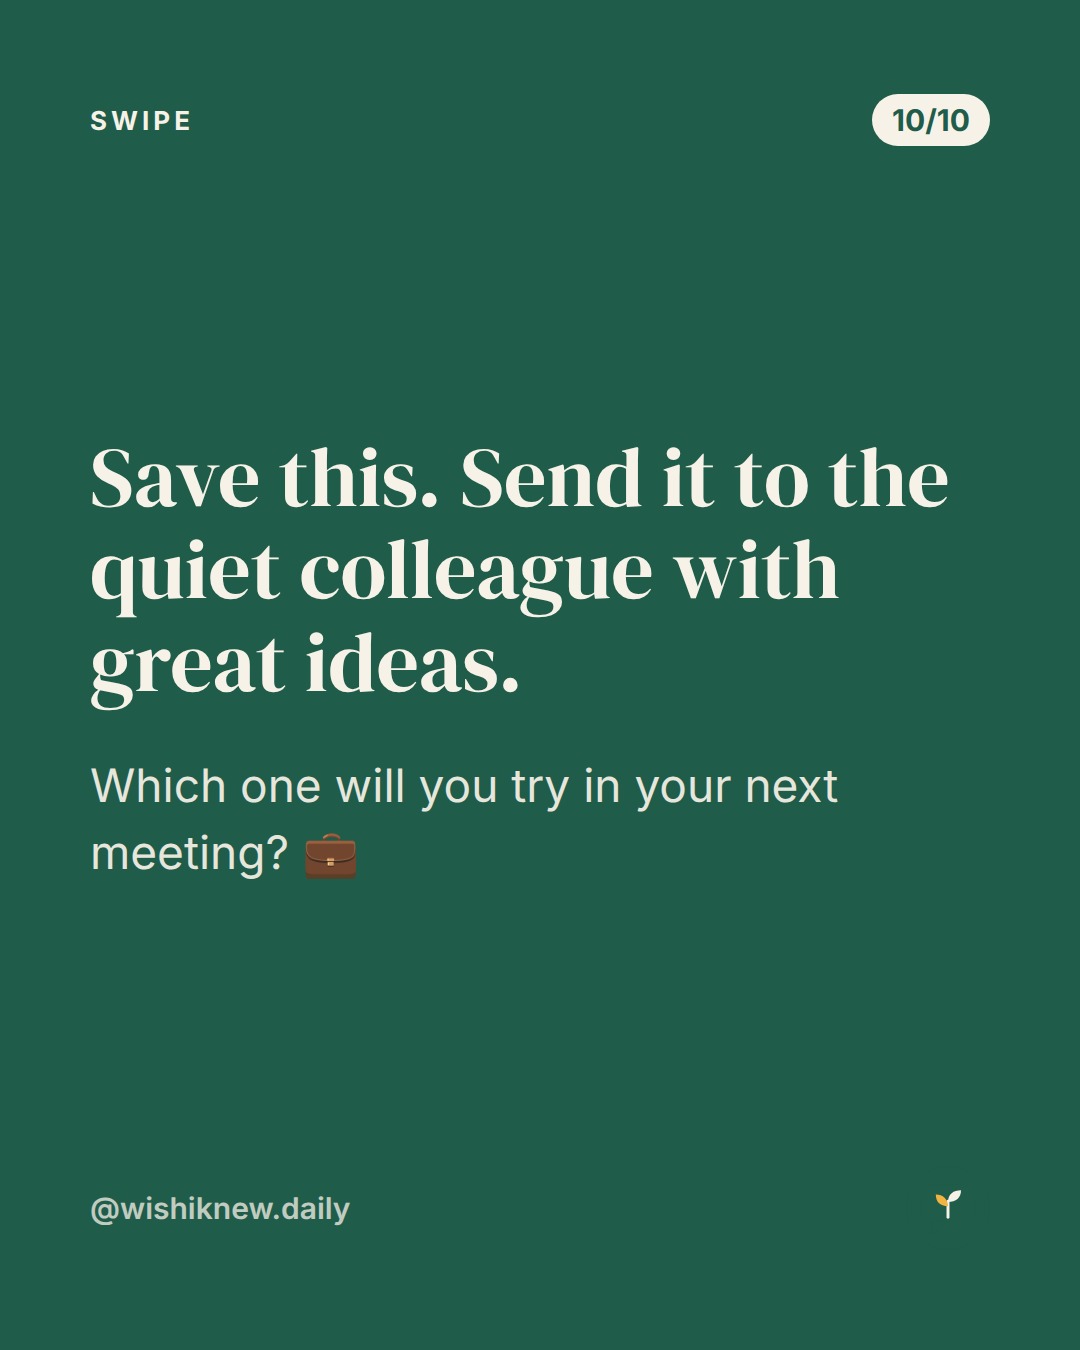 SWIPE
10/10
Save this. Send it to the
quiet colleague with
great ideas.
Which one will you try in your next
meeting? 💼
@wishiknew.daily